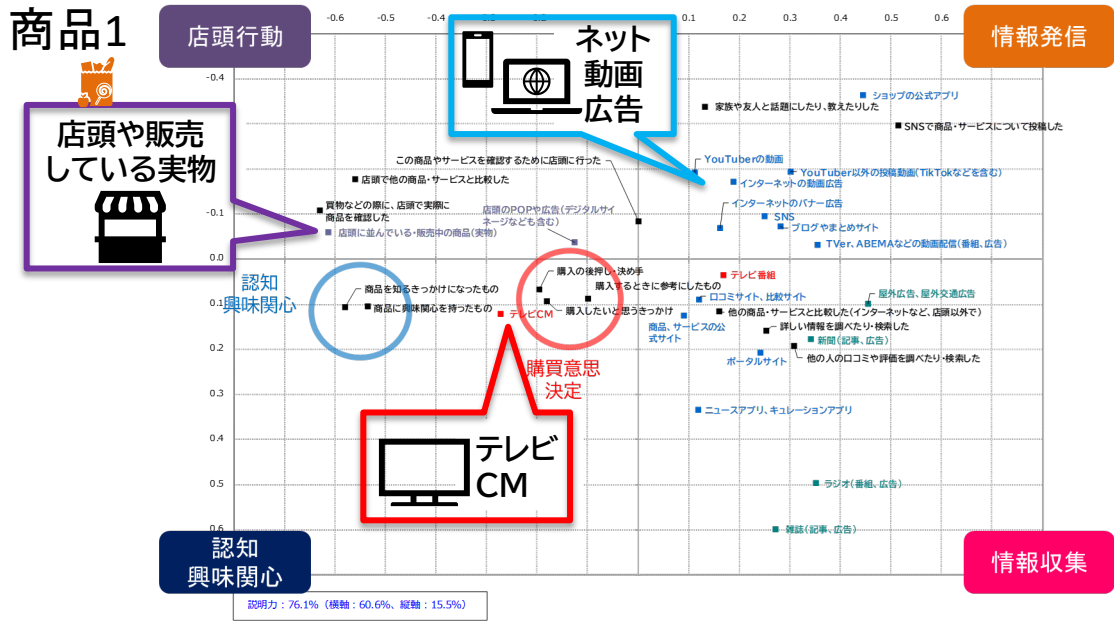 商品1
店頭行動
情報発信
-0.6
-0.5
-0.4
-0.3
0.1
0.2
0.3
0.4
0.5
0.6
ネット
動画
広告
-0.4
ショップの公式アプリ
家族や友人と話題にしたり、教えたりした
SNSで商品・サービスについて投稿した
店頭や販売
している実物
この商品やサービスを確認するために店頭に行った
YouTuberの動画
YouTuber以外の投稿動画(TikTokなどを含む)
店頭で他の商品・サービスと比較した
インターネットの動画広告
買物などの際に、店頭で実際に
商品を確認した
-0.1
店頭のPOPや広告(デジタルサイ
ネージなども含む)
インターネットのバナー広告
SNS
ブログやまとめサイト
店頭に並んでいる・販売中の商品(実物)
TVer、ABEMAなどの動画配信(番組、広告)
0.0
認知
興味関心
購入の後押し・決め手
テレビ番組
商品を知るきっかけになったもの
購入するときに参考にしたもの
口コミサイト、比較サイト
屋外広告、屋外交通広告
0.1
商品に興味関心を持ったもの
テレビCM
購入したいと思うきっかけ
他の商品・サービスと比較した(インターネットなど、店頭以外で)
商品、サービスの公
式サイト
詳しい情報を調べたり・検索した
新聞(記事、広告)
0.2
ポータルサイト
他の人の口コミや評価を調べたり・検索した
購買意思
決定
0.3
ニュースアプリ、キュレーションアプリ
0.4
テレビ
CM
0.5
ラジオ(番組、広告)
0.6
雑誌(記事、広告)
認知
興味関心
情報収集
説明力：76.1%（横軸：60.6%、縦軸：15.5%）